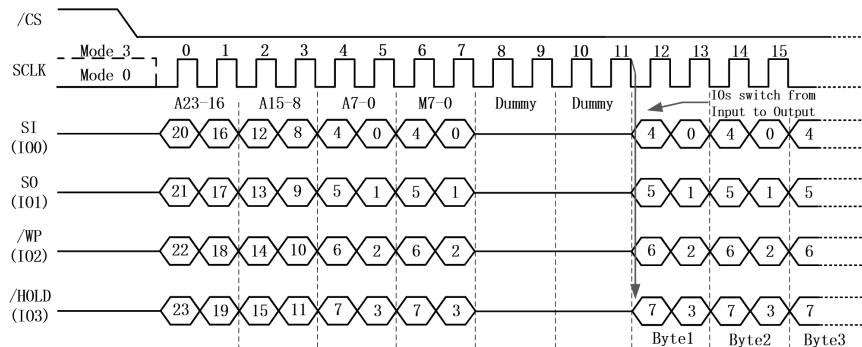 /CS
Mode 3 0 1 2 3 4 5 6 7 8 9 10 11 12 13 14 15
SCLK
Mode 0
A23-16 A15-8 A7-0 M7-0 Dummy Dummy IOs switch from
Input to Output
SI
(IO0) 20 16 12 8 4 0 4 0 4 0 4 0 4
SO
(IO1) 21 17 13 9 5 1 5 1 5 1 5 1 5
/WP
(IO2) 22 18 14 10 6 2 6 2 6 2 6 2 6
/HOLD
(IO3) 23 19 15 11 7 3 7 3 7 3 7 3 7
Byte1 Byte2 Byte3